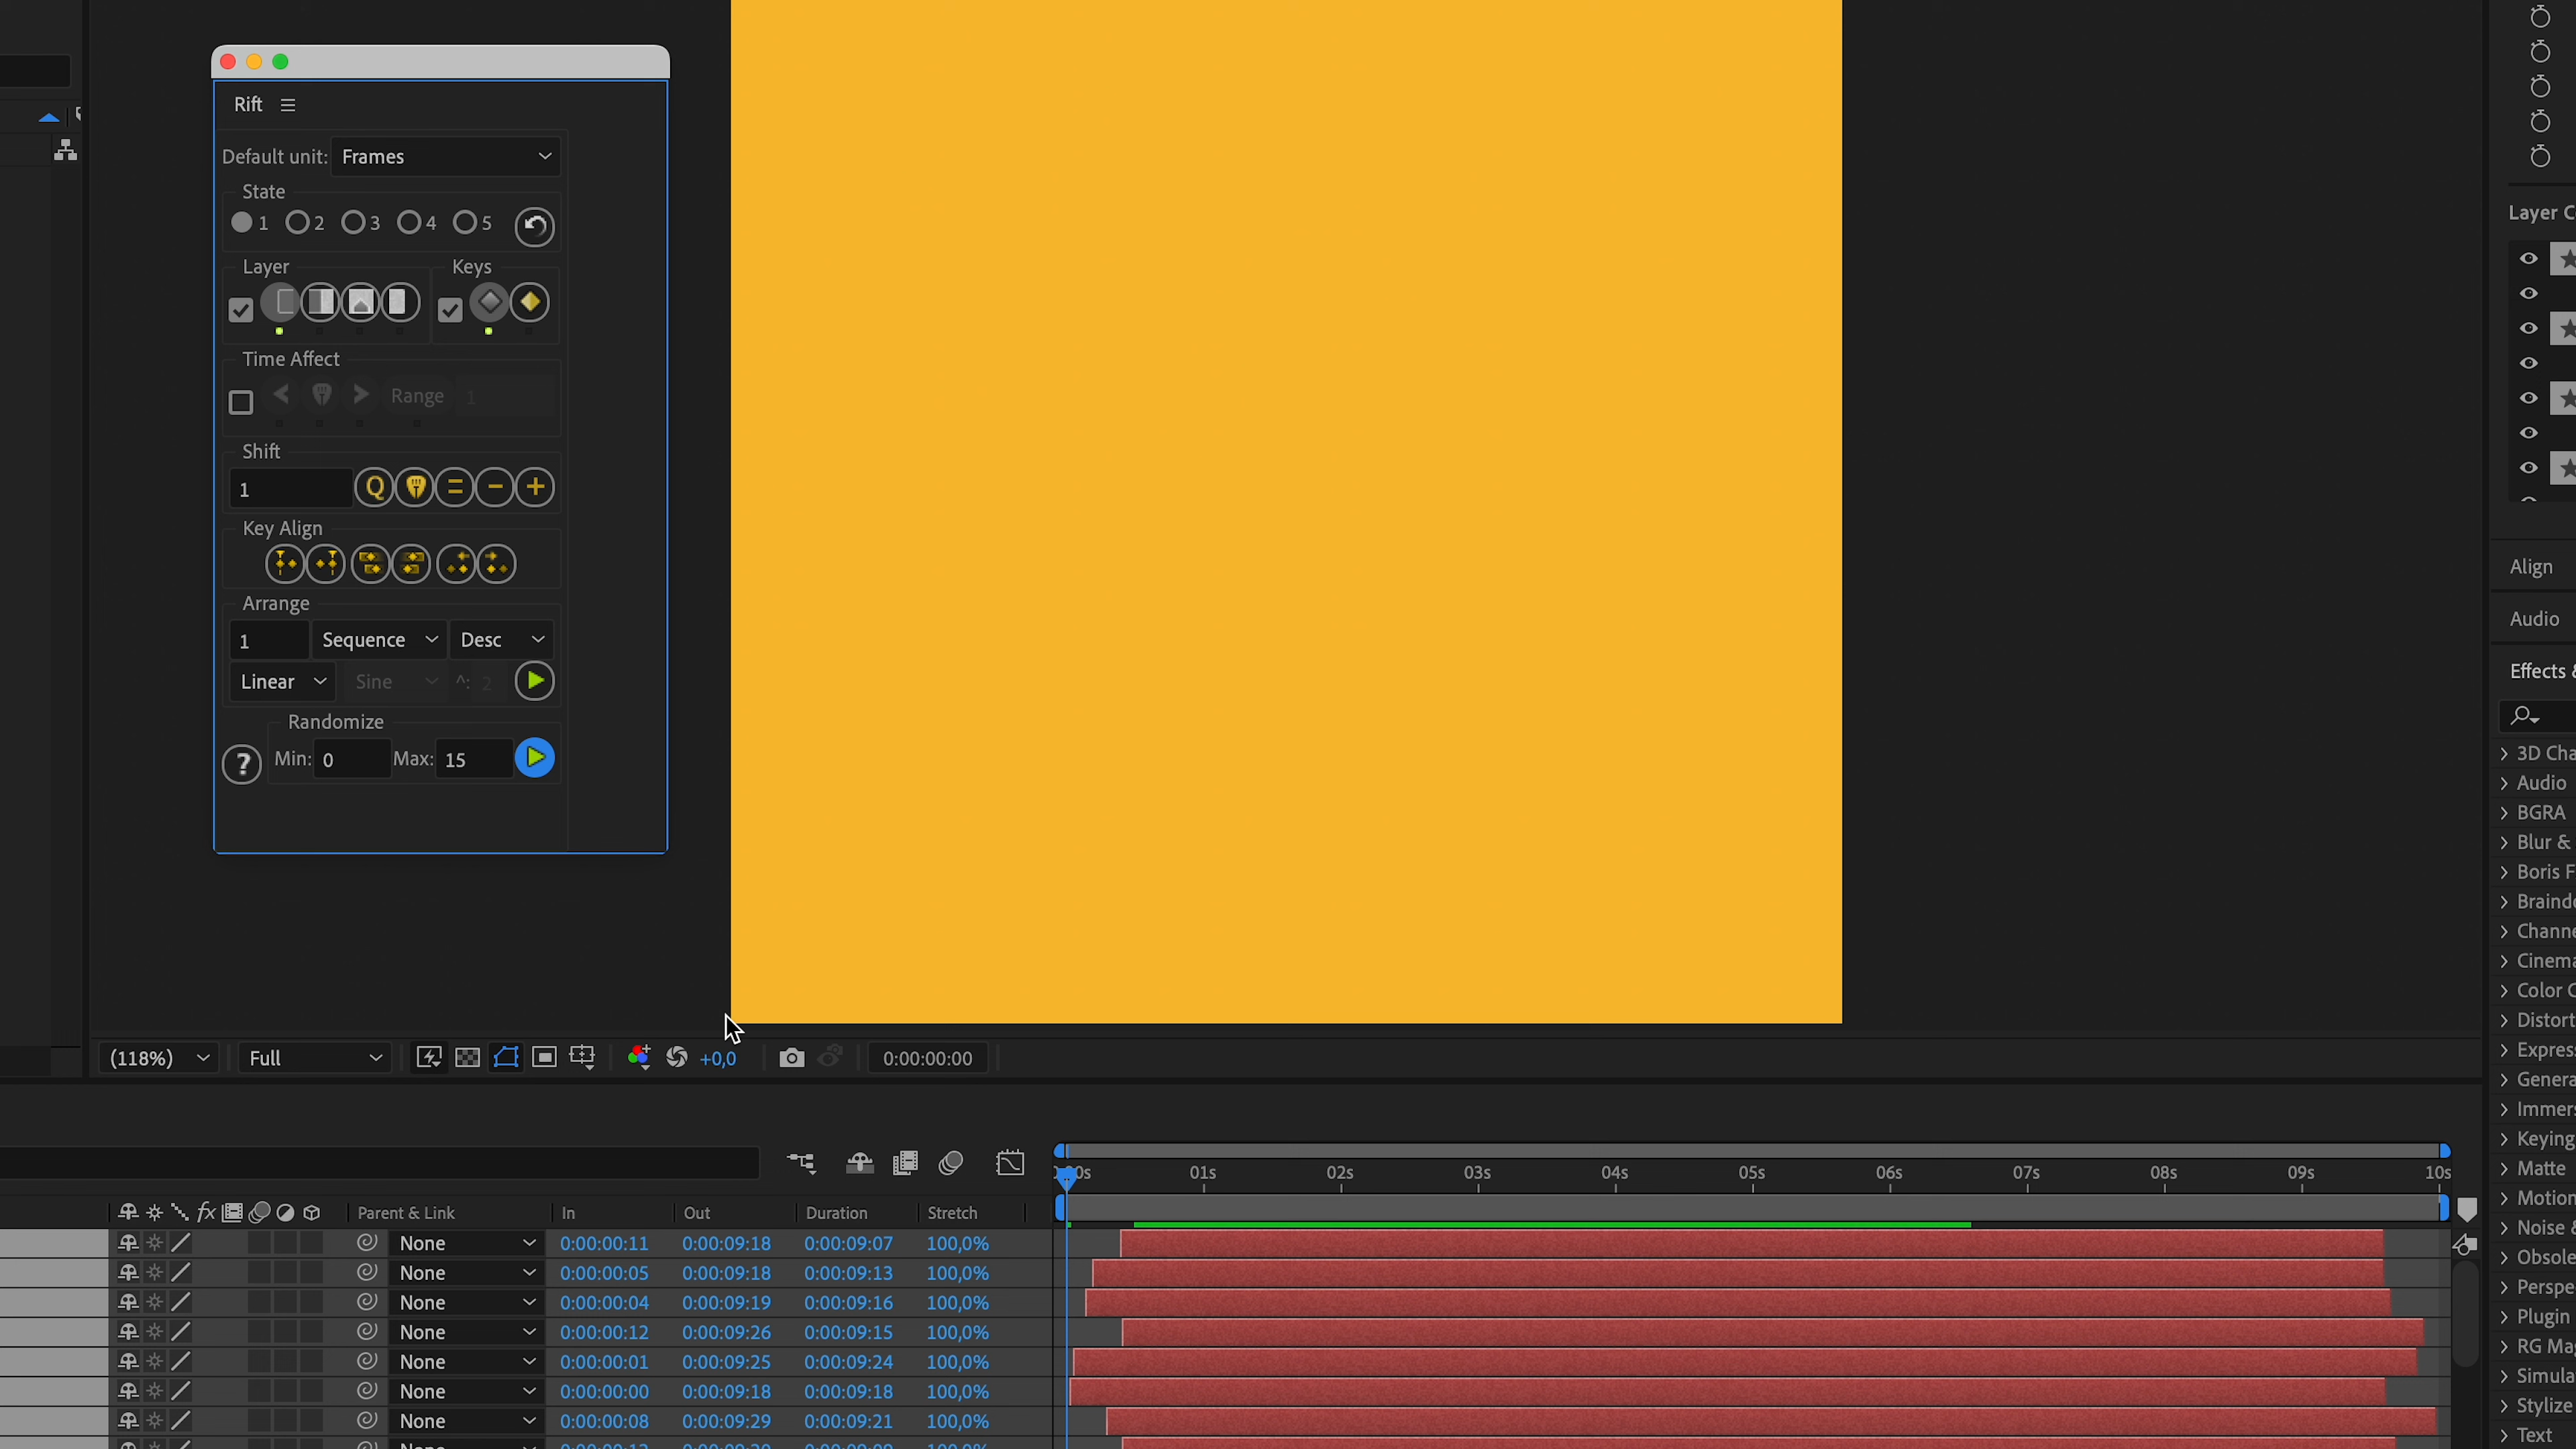 Rift
Default unit: Frames
State
1 2 3 4 5
Layer Keys
Time Affect
Range 1
Shift
1 Q = - +
Key Align
Arrange
1 Sequence Desc
Linear Sine ^: 2
Randomize
? Min: 0 Max: 15
Layer C
Align
Audio
Effects &
3D Cha
Audio
BGRA
Blur &
Boris F
Braind
Channe
Cinema
Color C
Distort
Express
Genera
Immers
Keying
Matte
Motion
Noise &
Obsole
Perspe
Plugin
RG Mag
Simula
Stylize
Text
(118%) Full +0,0 0:00:00:00
00s 01s 02s 03s 04s 05s 06s 07s 08s 09s 10s
fx Parent & Link In Out Duration Stretch
None 0:00:00:11 0:00:09:18 0:00:09:07 100,0%
None 0:00:00:05 0:00:09:18 0:00:09:13 100,0%
None 0:00:00:04 0:00:09:19 0:00:09:16 100,0%
None 0:00:00:12 0:00:09:26 0:00:09:15 100,0%
None 0:00:00:01 0:00:09:25 0:00:09:24 100,0%
None 0:00:00:00 0:00:09:18 0:00:09:18 100,0%
None 0:00:00:08 0:00:09:29 0:00:09:21 100,0%